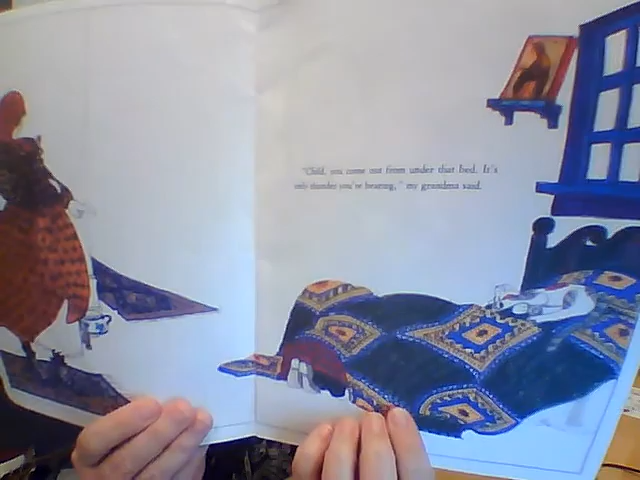 "Child, you come out from under that bed. It's
only thunder you're hearing," my grandma said.